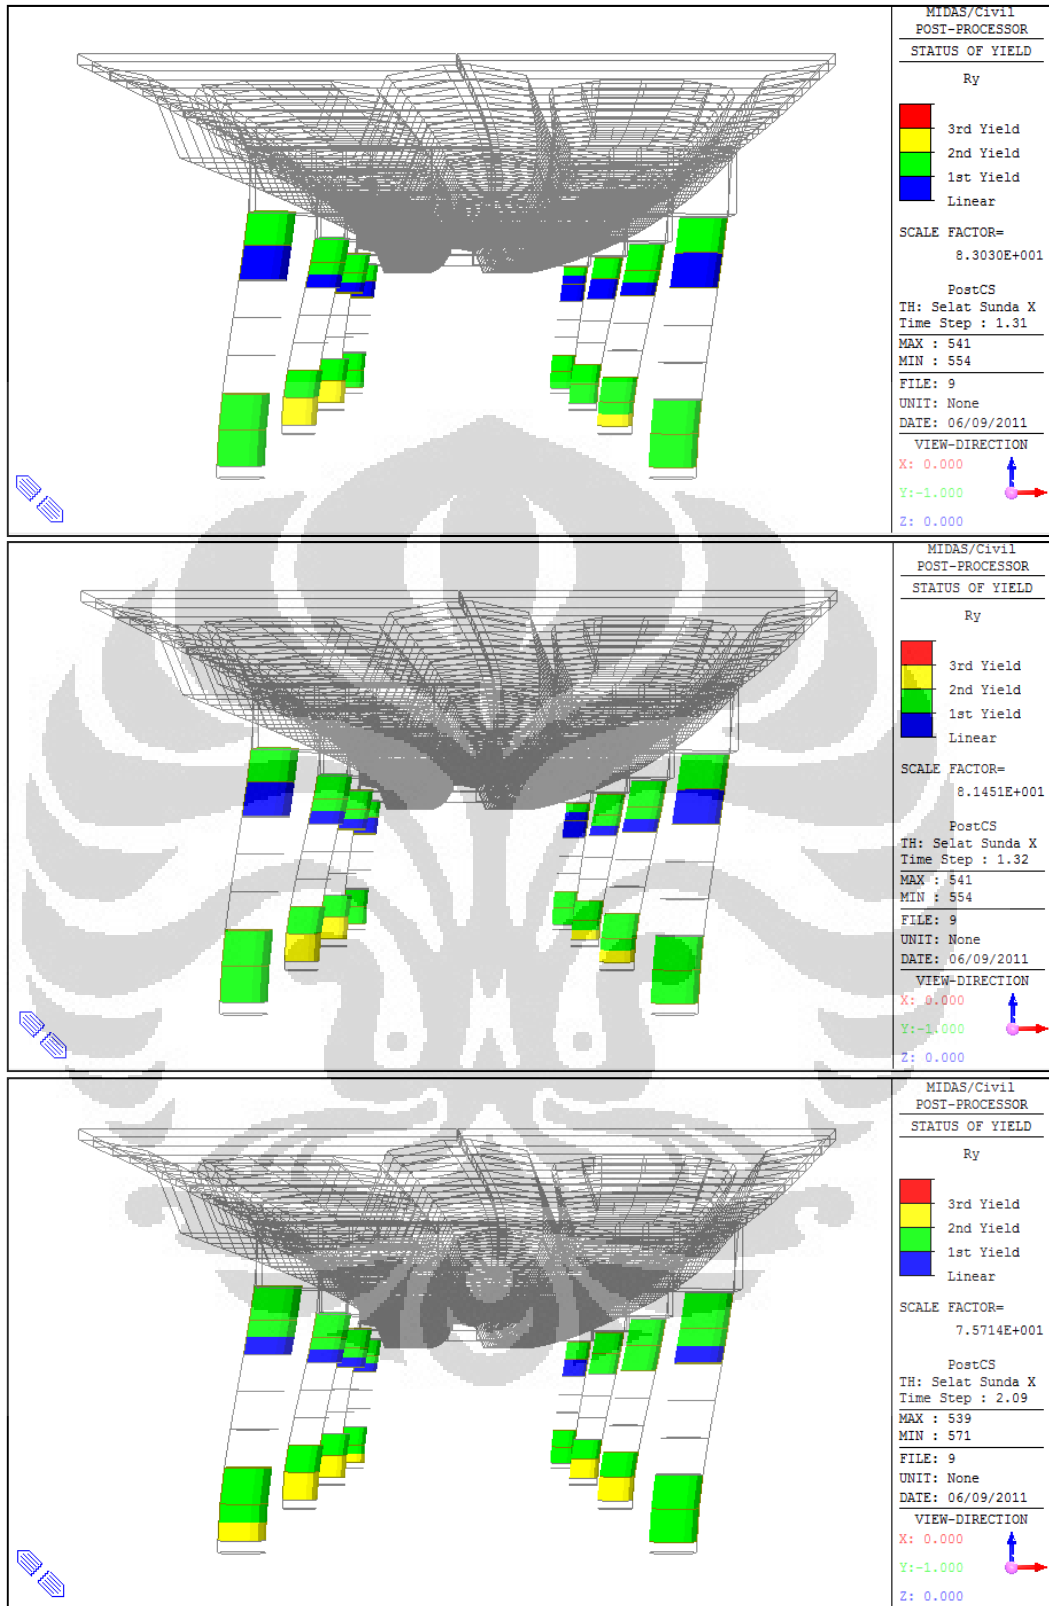 MIDAS/Civil
POST-PROCESSOR
STATUS OF YIELD
Ry
3rd Yield
2nd Yield
1st Yield
Linear
SCALE FACTOR=
8.3030E+001
PostCS
TH: Selat Sunda X
Time Step : 1.31
MAX : 541
MIN : 554
FILE: 9
UNIT: None
DATE: 06/09/2011
VIEW-DIRECTION
X: 0.000
Y:-1.000
Z: 0.000
MIDAS/Civil
POST-PROCESSOR
STATUS OF YIELD
Ry
3rd Yield
2nd Yield
1st Yield
Linear
SCALE FACTOR=
8.1451E+001
PostCS
TH: Selat Sunda X
Time Step : 1.32
MAX : 541
MIN : 554
FILE: 9
UNIT: None
DATE: 06/09/2011
VIEW-DIRECTION
X: 0.000
Y:-1.000
Z: 0.000
MIDAS/Civil
POST-PROCESSOR
STATUS OF YIELD
Ry
3rd Yield
2nd Yield
1st Yield
Linear
SCALE FACTOR=
7.5714E+001
PostCS
TH: Selat Sunda X
Time Step : 2.09
MAX : 539
MIN : 571
FILE: 9
UNIT: None
DATE: 06/09/2011
VIEW-DIRECTION
X: 0.000
Y:-1.000
Z: 0.000